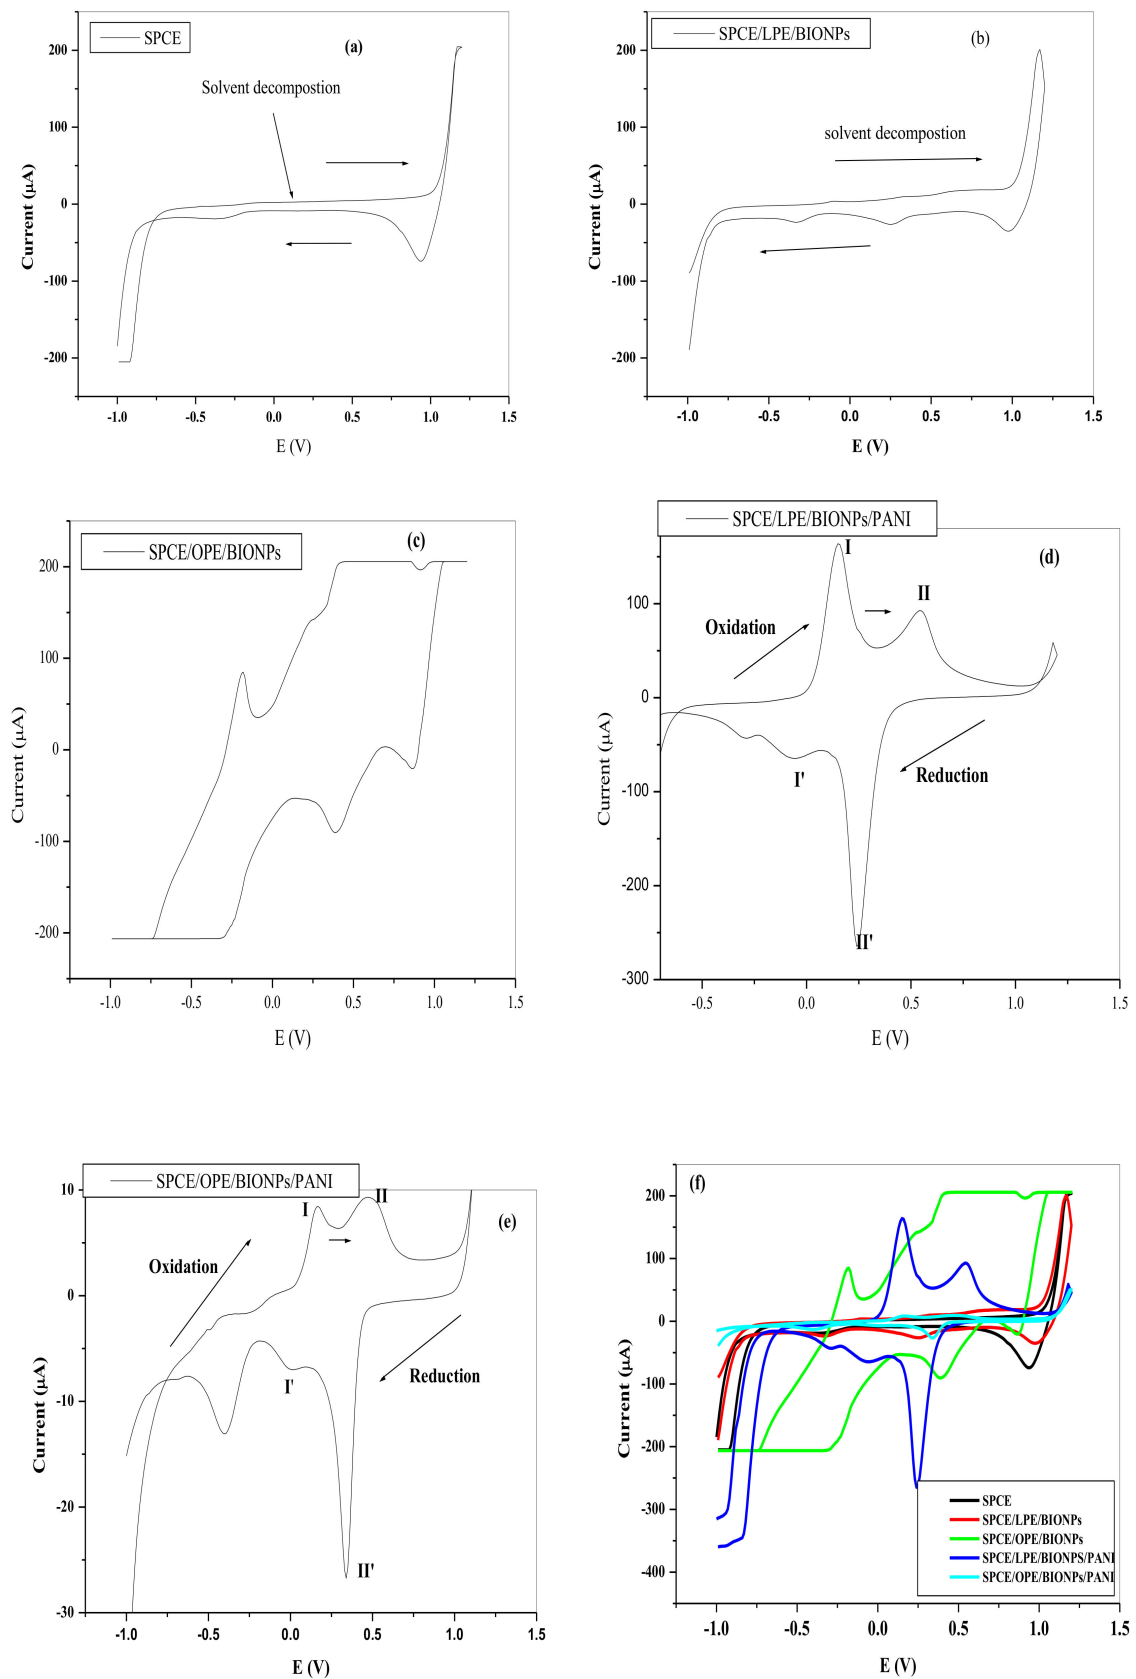 SPCE
(a)
Solvent decompostion
200
100
0
-100
-200
Current (µA)
-1.0 -0.5 0.0 0.5 1.0 1.5
E (V)
SPCE/LPE/BIONPs
(b)
solvent decompostion
200
100
0
-100
-200
Current (µA)
-1.0 -0.5 0.0 0.5 1.0 1.5
E (V)
SPCE/OPE/BIONPs
(c)
200
100
0
-100
-200
Current (µA)
-1.0 -0.5 0.0 0.5 1.0 1.5
E (V)
SPCE/LPE/BIONPs/PANI
(d)
I
II
Oxidation
Reduction
I'
II'
100
0
-100
-200
-300
Current (µA)
-0.5 0.0 0.5 1.0 1.5
E (V)
SPCE/OPE/BIONPs/PANI
(e)
I
II
Oxidation
Reduction
I'
II'
10
0
-10
-20
-30
Current (µA)
-1.0 -0.5 0.0 0.5 1.0 1.5
E (V)
(f)
200
100
0
-100
-200
-300
-400
Current (µA)
SPCE
SPCE/LPE/BIONPs
SPCE/OPE/BIONPs
SPCE/LPE/BIONPS/PANI
SPCE/OPE/BIONPs/PANI
-1.0 -0.5 0.0 0.5 1.0 1.5
E (V)